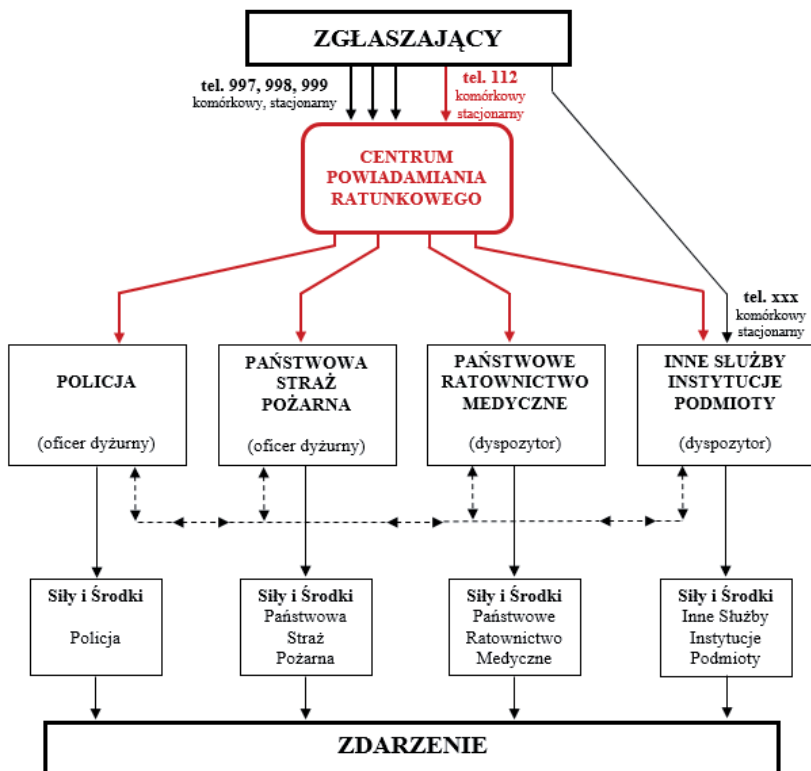 ZGŁASZAJĄCY
tel. 997, 998, 999
komórkowy, stacjonarny
tel. 112
komórkowy
stacjonarny
CENTRUM
POWIADAMIANIA
RATUNKOWEGO
tel. xxx
komórkowy
stacjonarny
POLICJA
(oficer dyżurny)
PAŃSTWOWA
STRAŻ
POŻARNA
(oficer dyżurny)
PAŃSTWOWE
RATOWNICTWO
MEDYCZNE
(dyspozytor)
INNE SŁUŻBY
INSTYTUCJE
PODMIOTY
(dyspozytor)
Siły i Środki
Policja
Siły i Środki
Państwowa
Straż
Pożarna
Siły i Środki
Państwowe
Ratownictwo
Medyczne
Siły i Środki
Inne Służby
Instytucje
Podmioty
ZDARZENIE